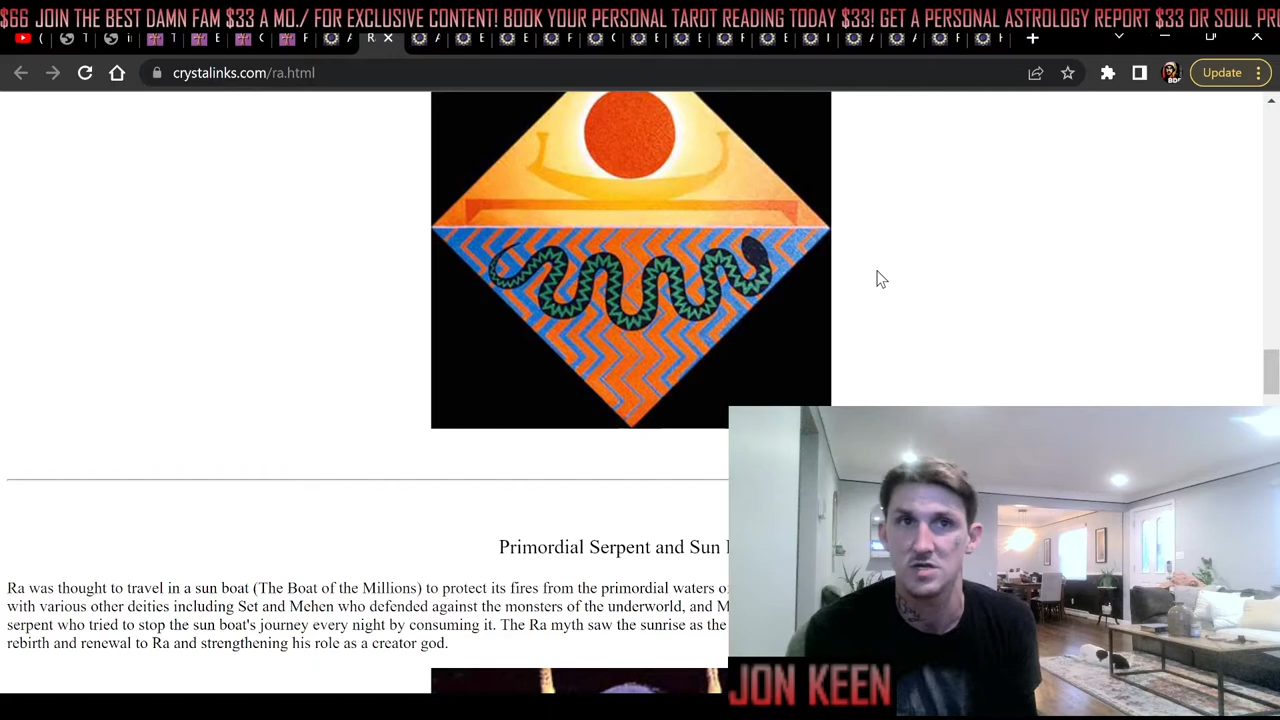 $66 JOIN THE BEST DAMN FAM $33 A MO./ FOR EXCLUSIVE CONTENT! BOOK YOUR PERSONAL TAROT READING TODAY $33! GET A PERSONAL ASTROLOGY REPORT $33 OR SOUL
crystalinks.com/ra.html
Update
Primordial Serpent and Sun
Ra was thought to travel in a sun boat (The Boat of the Millions) to protect its fires from the primordial waters
with various other deities including Set and Mehen who defended against the monsters of the underworld, and
serpent who tried to stop the sun boat's journey every night by consuming it. The Ra myth saw the sunrise as the
rebirth and renewal to Ra and strengthening his role as a creator god.
JON KEEN